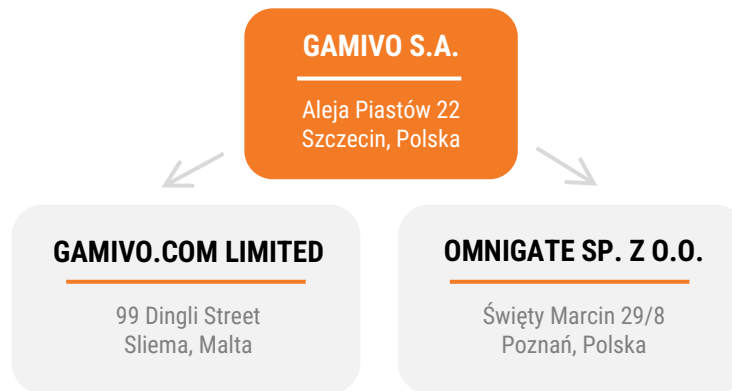 GAMIVO S.A.
Aleja Piastów 22
Szczecin, Polska
GAMIVO.COM LIMITED
99 Dingli Street
Sliema, Malta
OMNIGATE SP. Z O.O.
Święty Marcin 29/8
Poznań, Polska